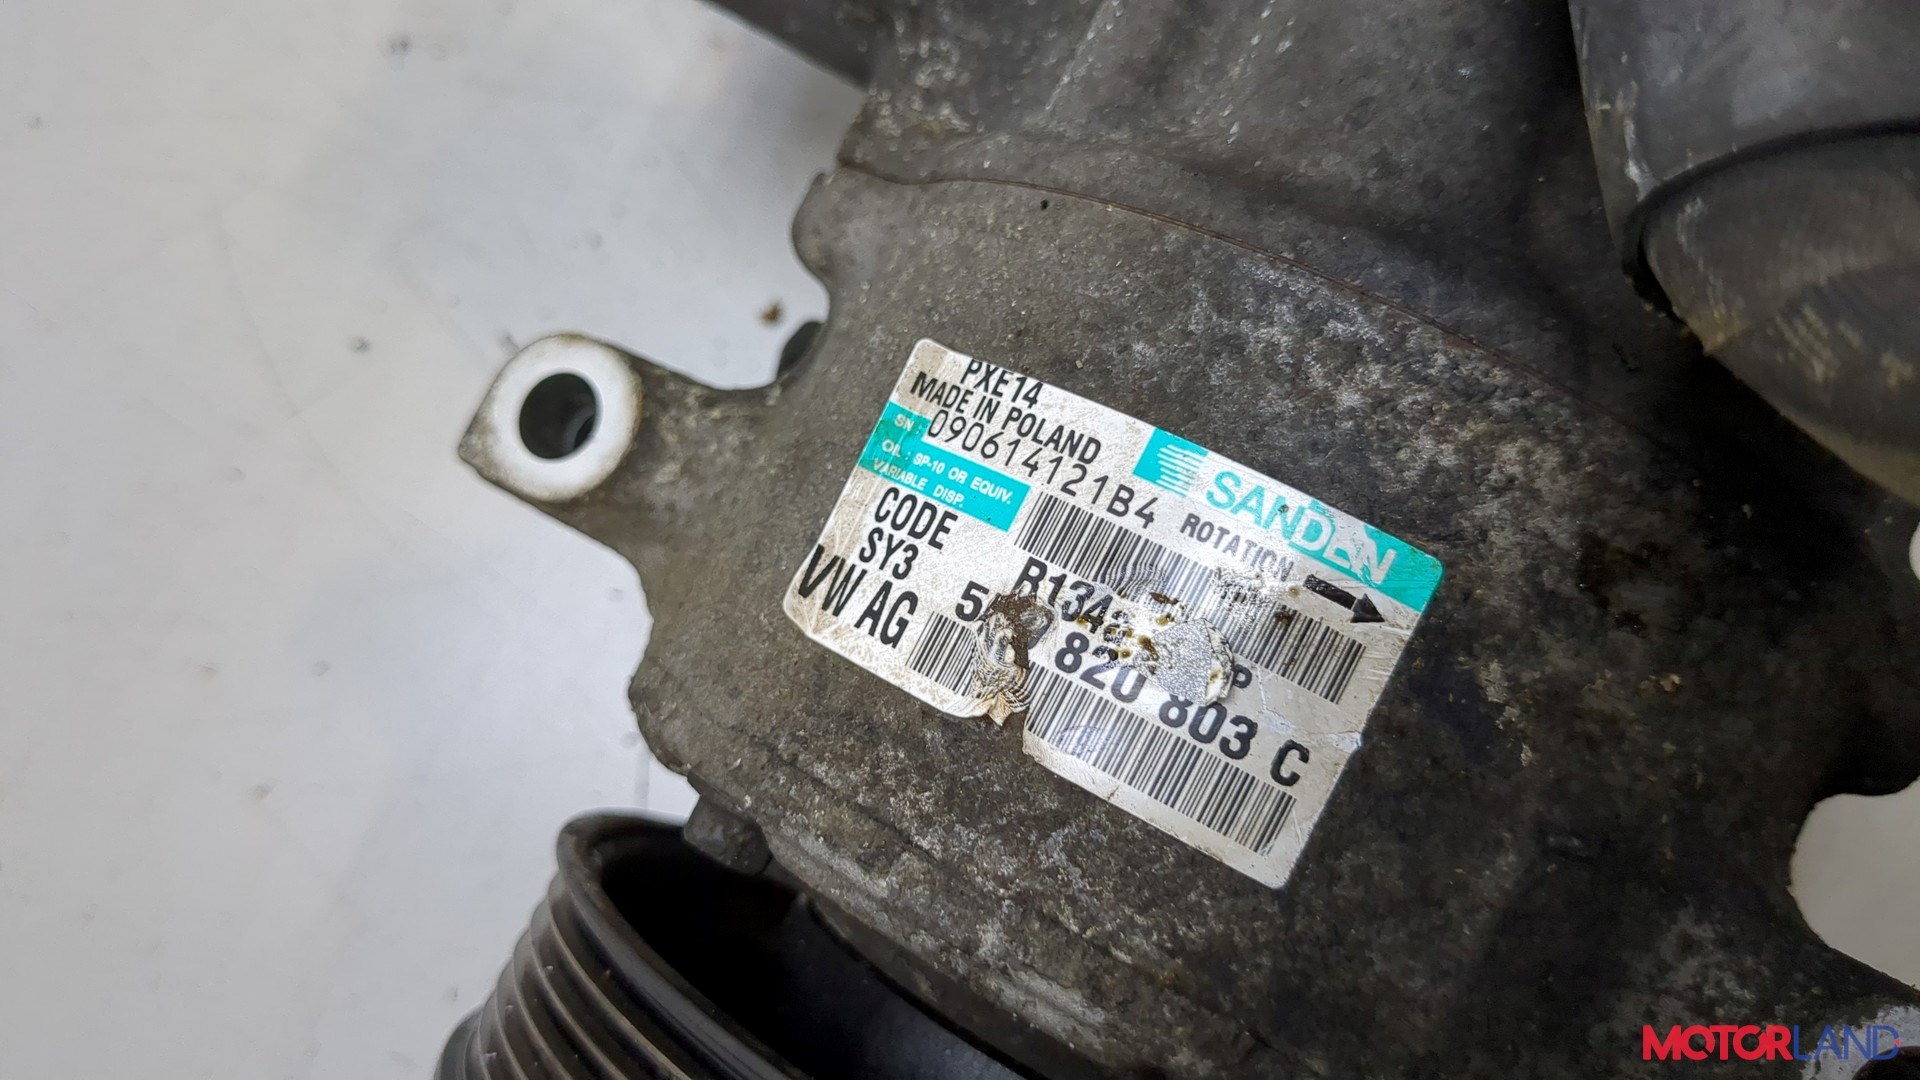 PXE14
MADE IN POLAND
SN: 090614121B4
SANDEN
OIL: SP-10 OR EQUIV.
VARIABLE DISP.
ROTATION
CODE
SY3
VW AG
820 803 C
MOTORLAND